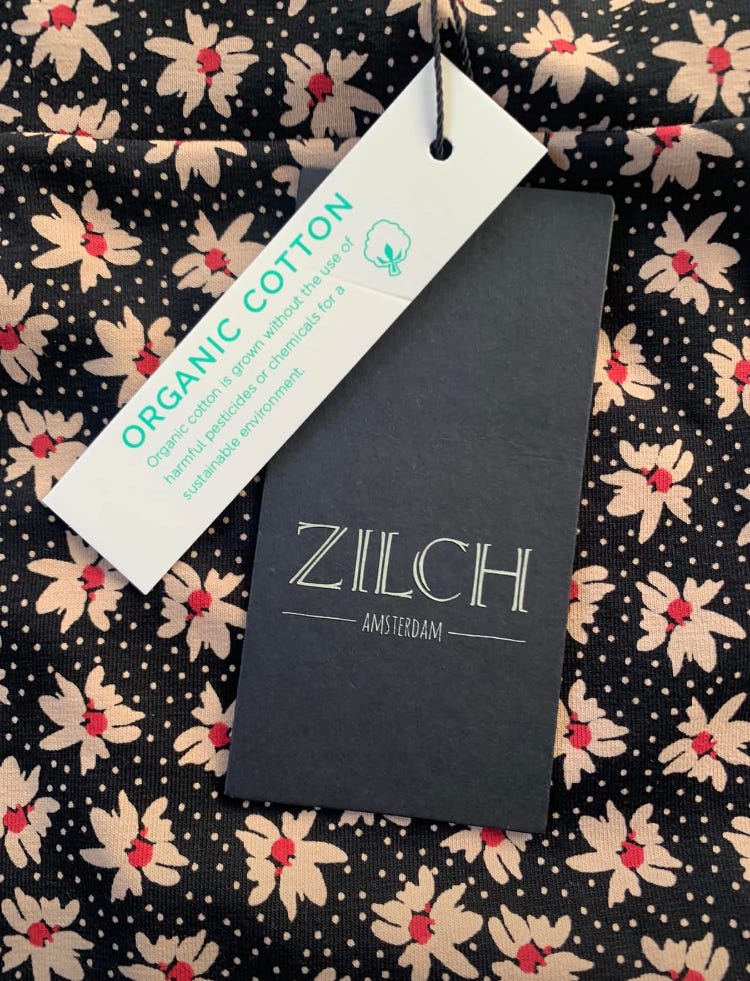 ORGANIC COTTON
Organic cotton is grown without the use of
harmful pesticides or chemicals for a
sustainable environment.
ZILCH
AMSTERDAM